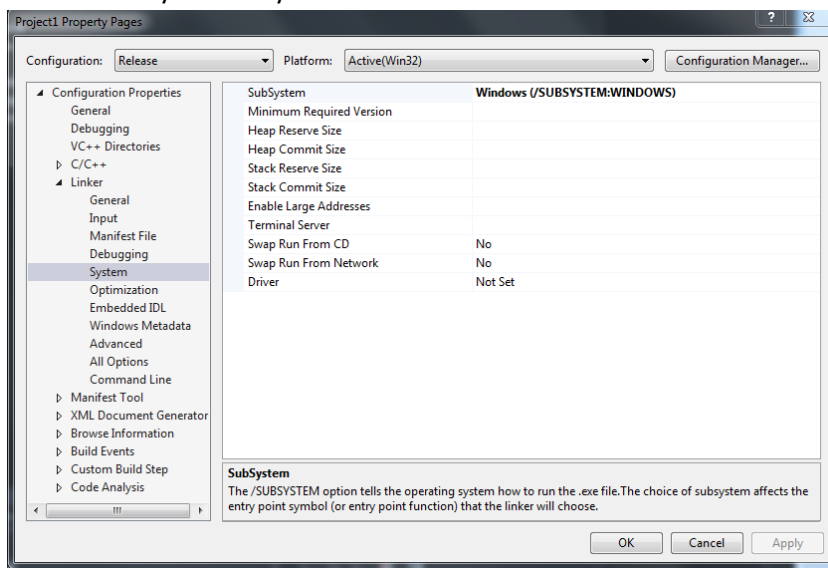 Project1 Property Pages
Configuration: Release Platform: Active(Win32) Configuration Manager...
Configuration Properties
General
Debugging
VC++ Directories
C/C++
Linker
General
Input
Manifest File
Debugging
System
Optimization
Embedded IDL
Windows Metadata
Advanced
All Options
Command Line
Manifest Tool
XML Document Generator
Browse Information
Build Events
Custom Build Step
Code Analysis
SubSystem Windows (/SUBSYSTEM:WINDOWS)
Minimum Required Version
Heap Reserve Size
Heap Commit Size
Stack Reserve Size
Stack Commit Size
Enable Large Addresses
Terminal Server
Swap Run From CD No
Swap Run From Network No
Driver Not Set
SubSystem
The /SUBSYSTEM option tells the operating system how to run the .exe file.The choice of subsystem affects the
entry point symbol (or entry point function) that the linker will choose.
OK Cancel Apply